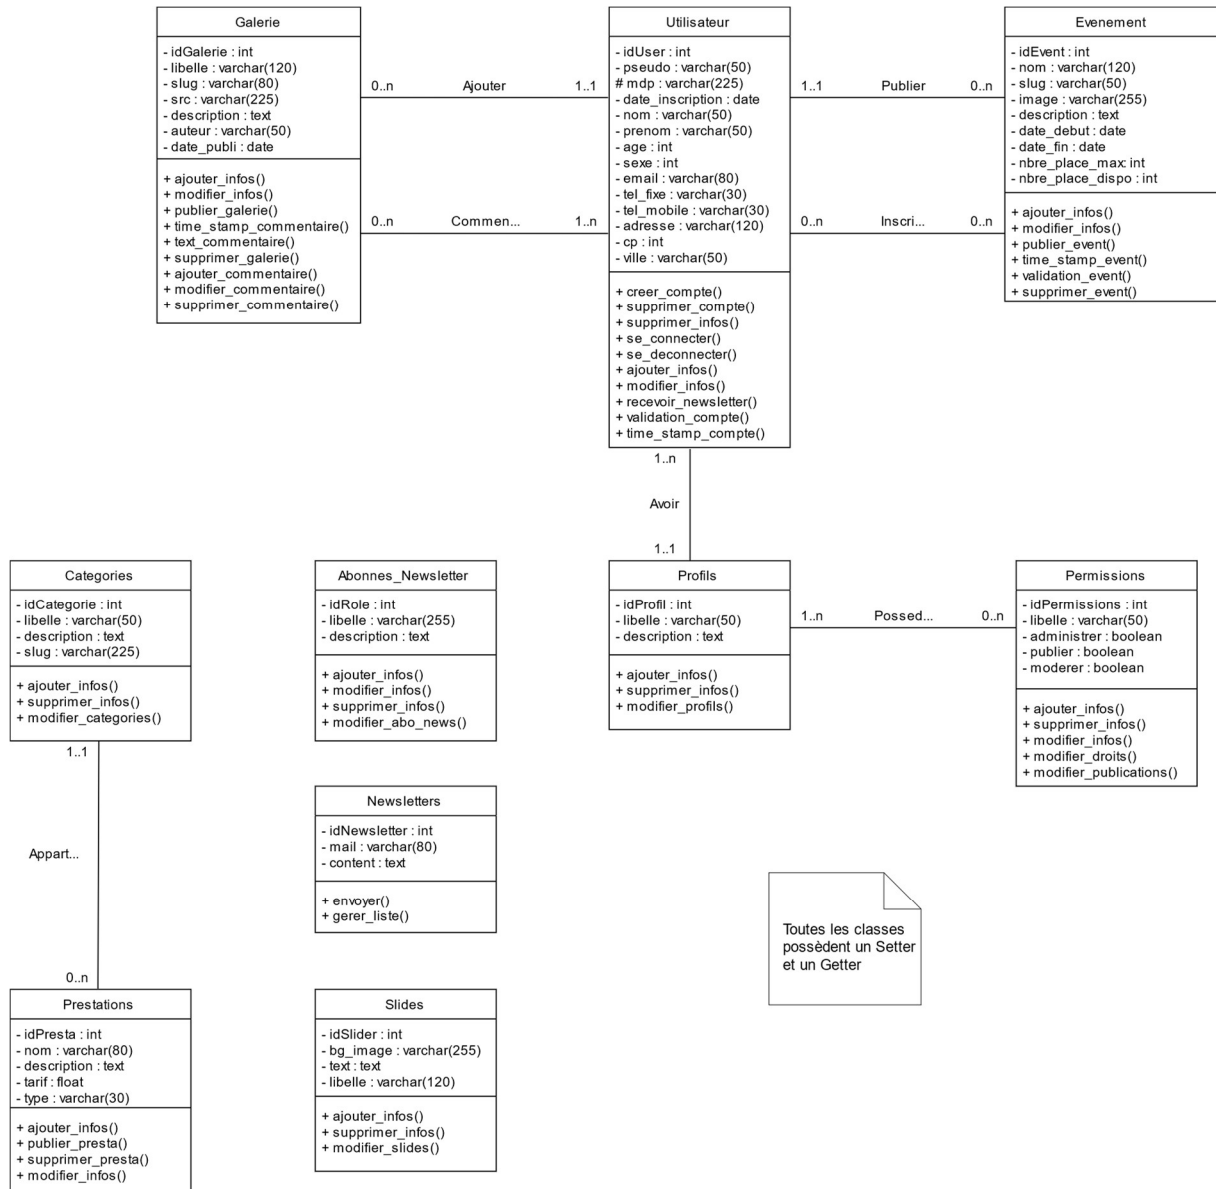 Galerie
- idGalerie : int
- libelle : varchar(120)
- slug : varchar(80)
- src : varchar(225)
- description : text
- auteur : varchar(50)
- date_publi : date
+ ajouter_infos()
+ modifier_infos()
+ publier_galerie()
+ time_stamp_commentaire()
+ text_commentaire()
+ supprimer_galerie()
+ ajouter_commentaire()
+ modifier_commentaire()
+ supprimer_commentaire()
0..n Ajouter 1..1
0..n Commen... 1..n
Utilisateur
- idUser : int
- pseudo : varchar(50)
# mdp : varchar(225)
- date_inscription : date
- nom : varchar(50)
- prenom : varchar(50)
- age : int
- sexe : int
- email : varchar(80)
- tel_fixe : varchar(30)
- tel_mobile : varchar(30)
- adresse : varchar(120)
- cp : int
- ville : varchar(50)
+ creer_compte()
+ supprimer_compte()
+ supprimer_infos()
+ se_connecter()
+ se_deconnecter()
+ ajouter_infos()
+ modifier_infos()
+ recevoir_newsletter()
+ validation_compte()
+ time_stamp_compte()
1..1 Publier 0..n
0..n Inscri... 0..n
Evenement
- idEvent : int
- nom : varchar(120)
- slug : varchar(50)
- image : varchar(255)
- description : text
- date_debut : date
- date_fin : date
- nbre_place_max: int
- nbre_place_dispo : int
+ ajouter_infos()
+ modifier_infos()
+ publier_event()
+ time_stamp_event()
+ validation_event()
+ supprimer_event()
1..n
Avoir
1..1
Categories
- idCategorie : int
- libelle : varchar(50)
- description : text
- slug : varchar(225)
+ ajouter_infos()
+ supprimer_infos()
+ modifier_categories()
Abonnes_Newsletter
- idRole : int
- libelle : varchar(255)
- description : text
+ ajouter_infos()
+ modifier_infos()
+ supprimer_infos()
+ modifier_abo_news()
Profils
- idProfil : int
- libelle : varchar(50)
- description : text
+ ajouter_infos()
+ supprimer_infos()
+ modifier_profils()
1..n Possed... 0..n
Permissions
- idPermissions : int
- libelle : varchar(50)
- administrer : boolean
- publier : boolean
- moderer : boolean
+ ajouter_infos()
+ supprimer_infos()
+ modifier_infos()
+ modifier_droits()
+ modifier_publications()
1..1
Appart...
0..n
Newsletters
- idNewsletter : int
- mail : varchar(80)
- content : text
+ envoyer()
+ gerer_liste()
Toutes les classes
possèdent un Setter
et un Getter
Prestations
- idPresta : int
- nom : varchar(80)
- description : text
- tarif : float
- type : varchar(30)
+ ajouter_infos()
+ publier_presta()
+ supprimer_presta()
+ modifier_infos()
Slides
- idSlider : int
- bg_image : varchar(255)
- text : text
- libelle : varchar(120)
+ ajouter_infos()
+ supprimer_infos()
+ modifier_slides()